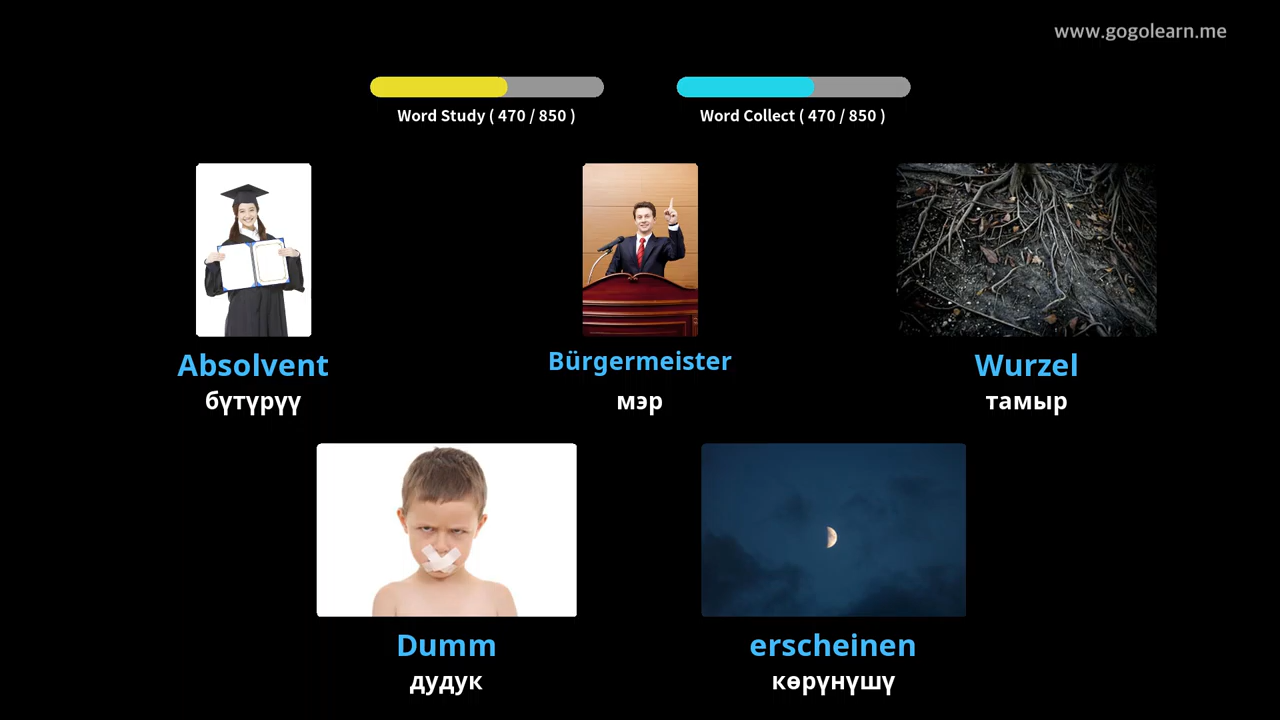 www.gogolearn.me
Word Study ( 470 / 850 )
Word Collect ( 470 / 850 )
Absolvent
бүтүрүү
Bürgermeister
мэр
Wurzel
тамыр
Dumm
дудук
erscheinen
көрүнүшү